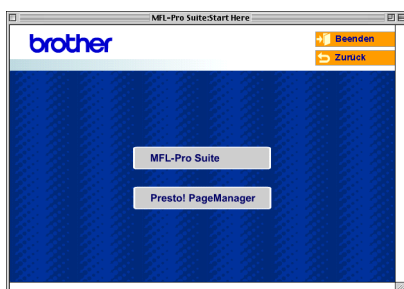 MFL-Pro Suite:Start Here
brother
Beenden
Zurück
MFL-Pro Suite
Presto! PageManager